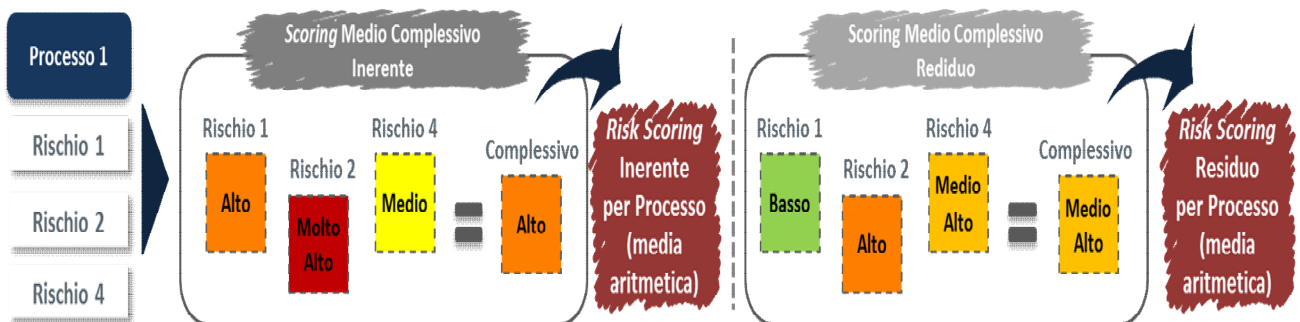 Processo 1
Rischio 1
Rischio 2
Rischio 4
Scoring Medio Complessivo
Inerente
Rischio 1
Alto
Rischio 2
Molto
Alto
Rischio 4
Medio
=
Complessivo
Alto
Risk Scoring
Inerente
per Processo
(media
aritmetica)
Scoring Medio Complessivo
Rediduo
Rischio 1
Basso
Rischio 2
Alto
Rischio 4
Medio
Alto
=
Complessivo
Medio
Alto
Risk Scoring
Residuo
per Processo
(media
aritmetica)